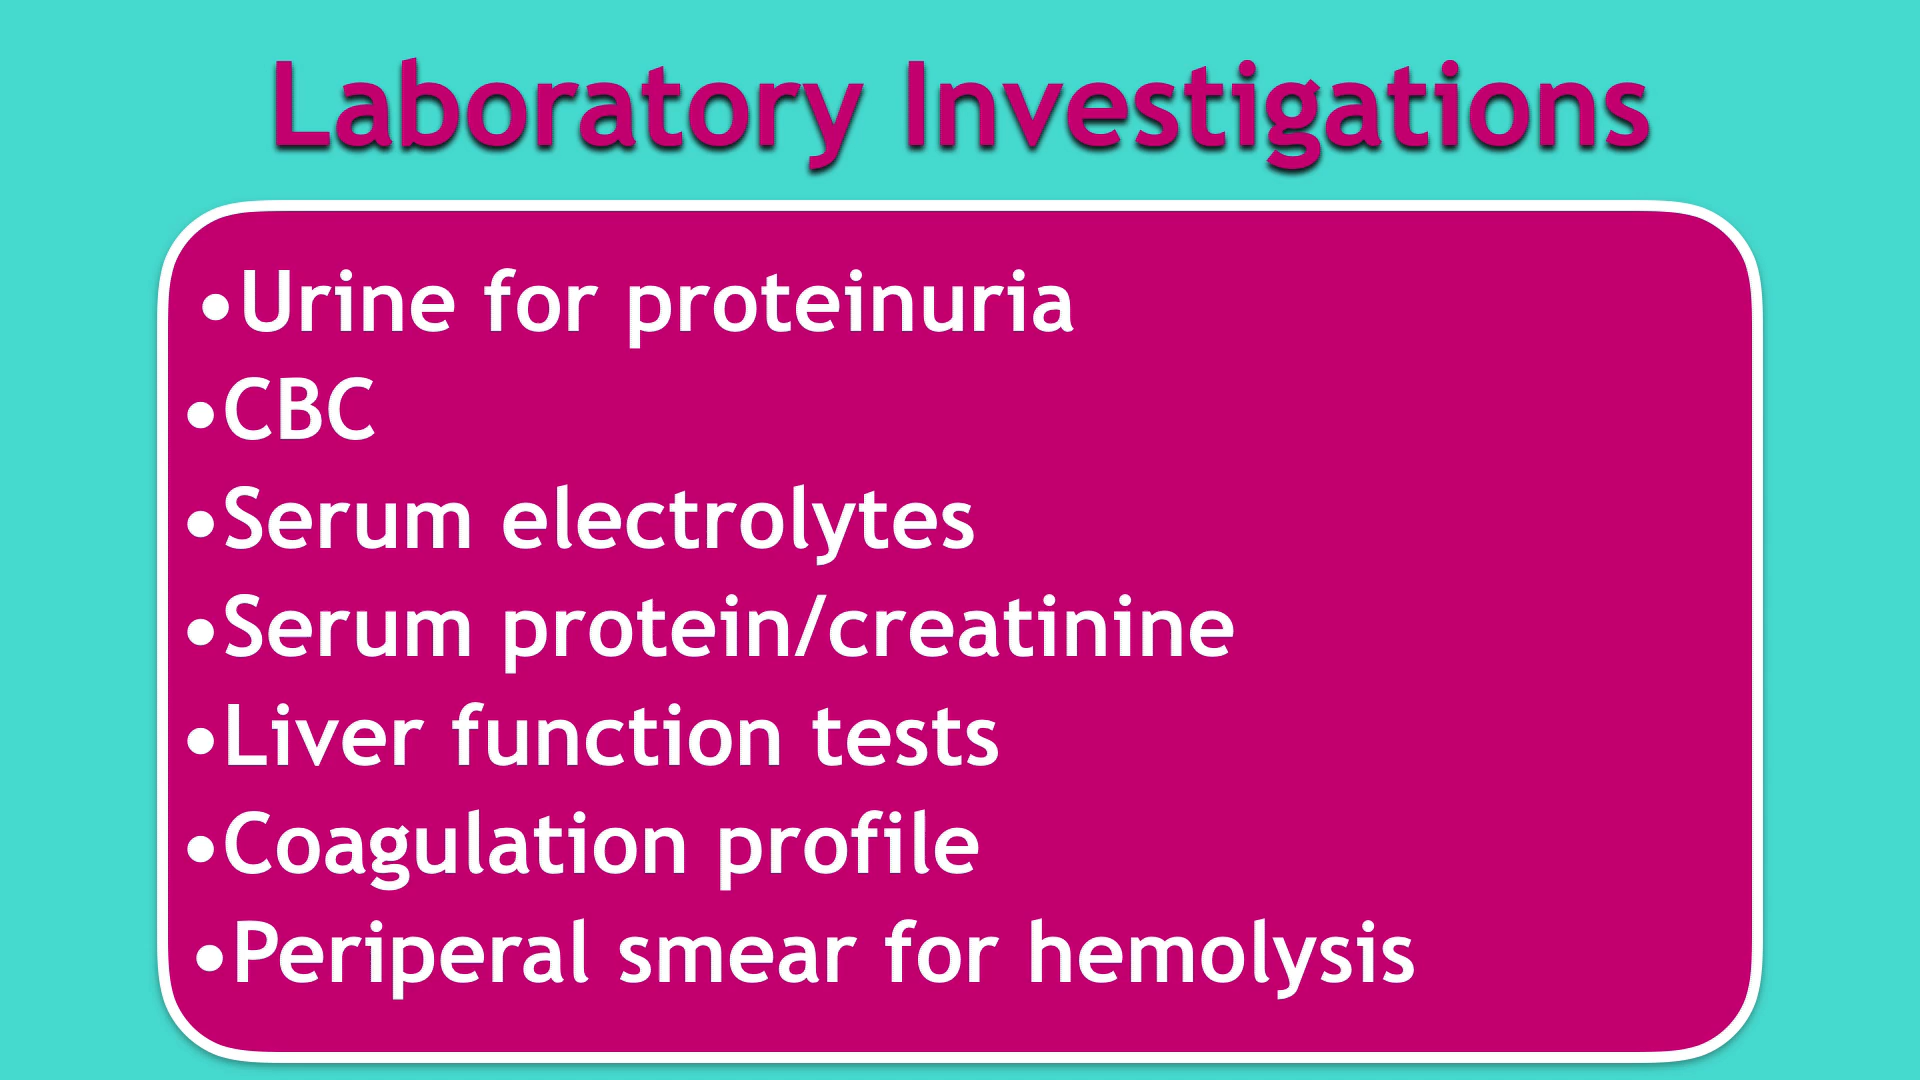 Laboratory Investigations
•Urine for proteinuria
•CBC
•Serum electrolytes
•Serum protein/creatinine
•Liver function tests
•Coagulation profile
•Periperal smear for hemolysis